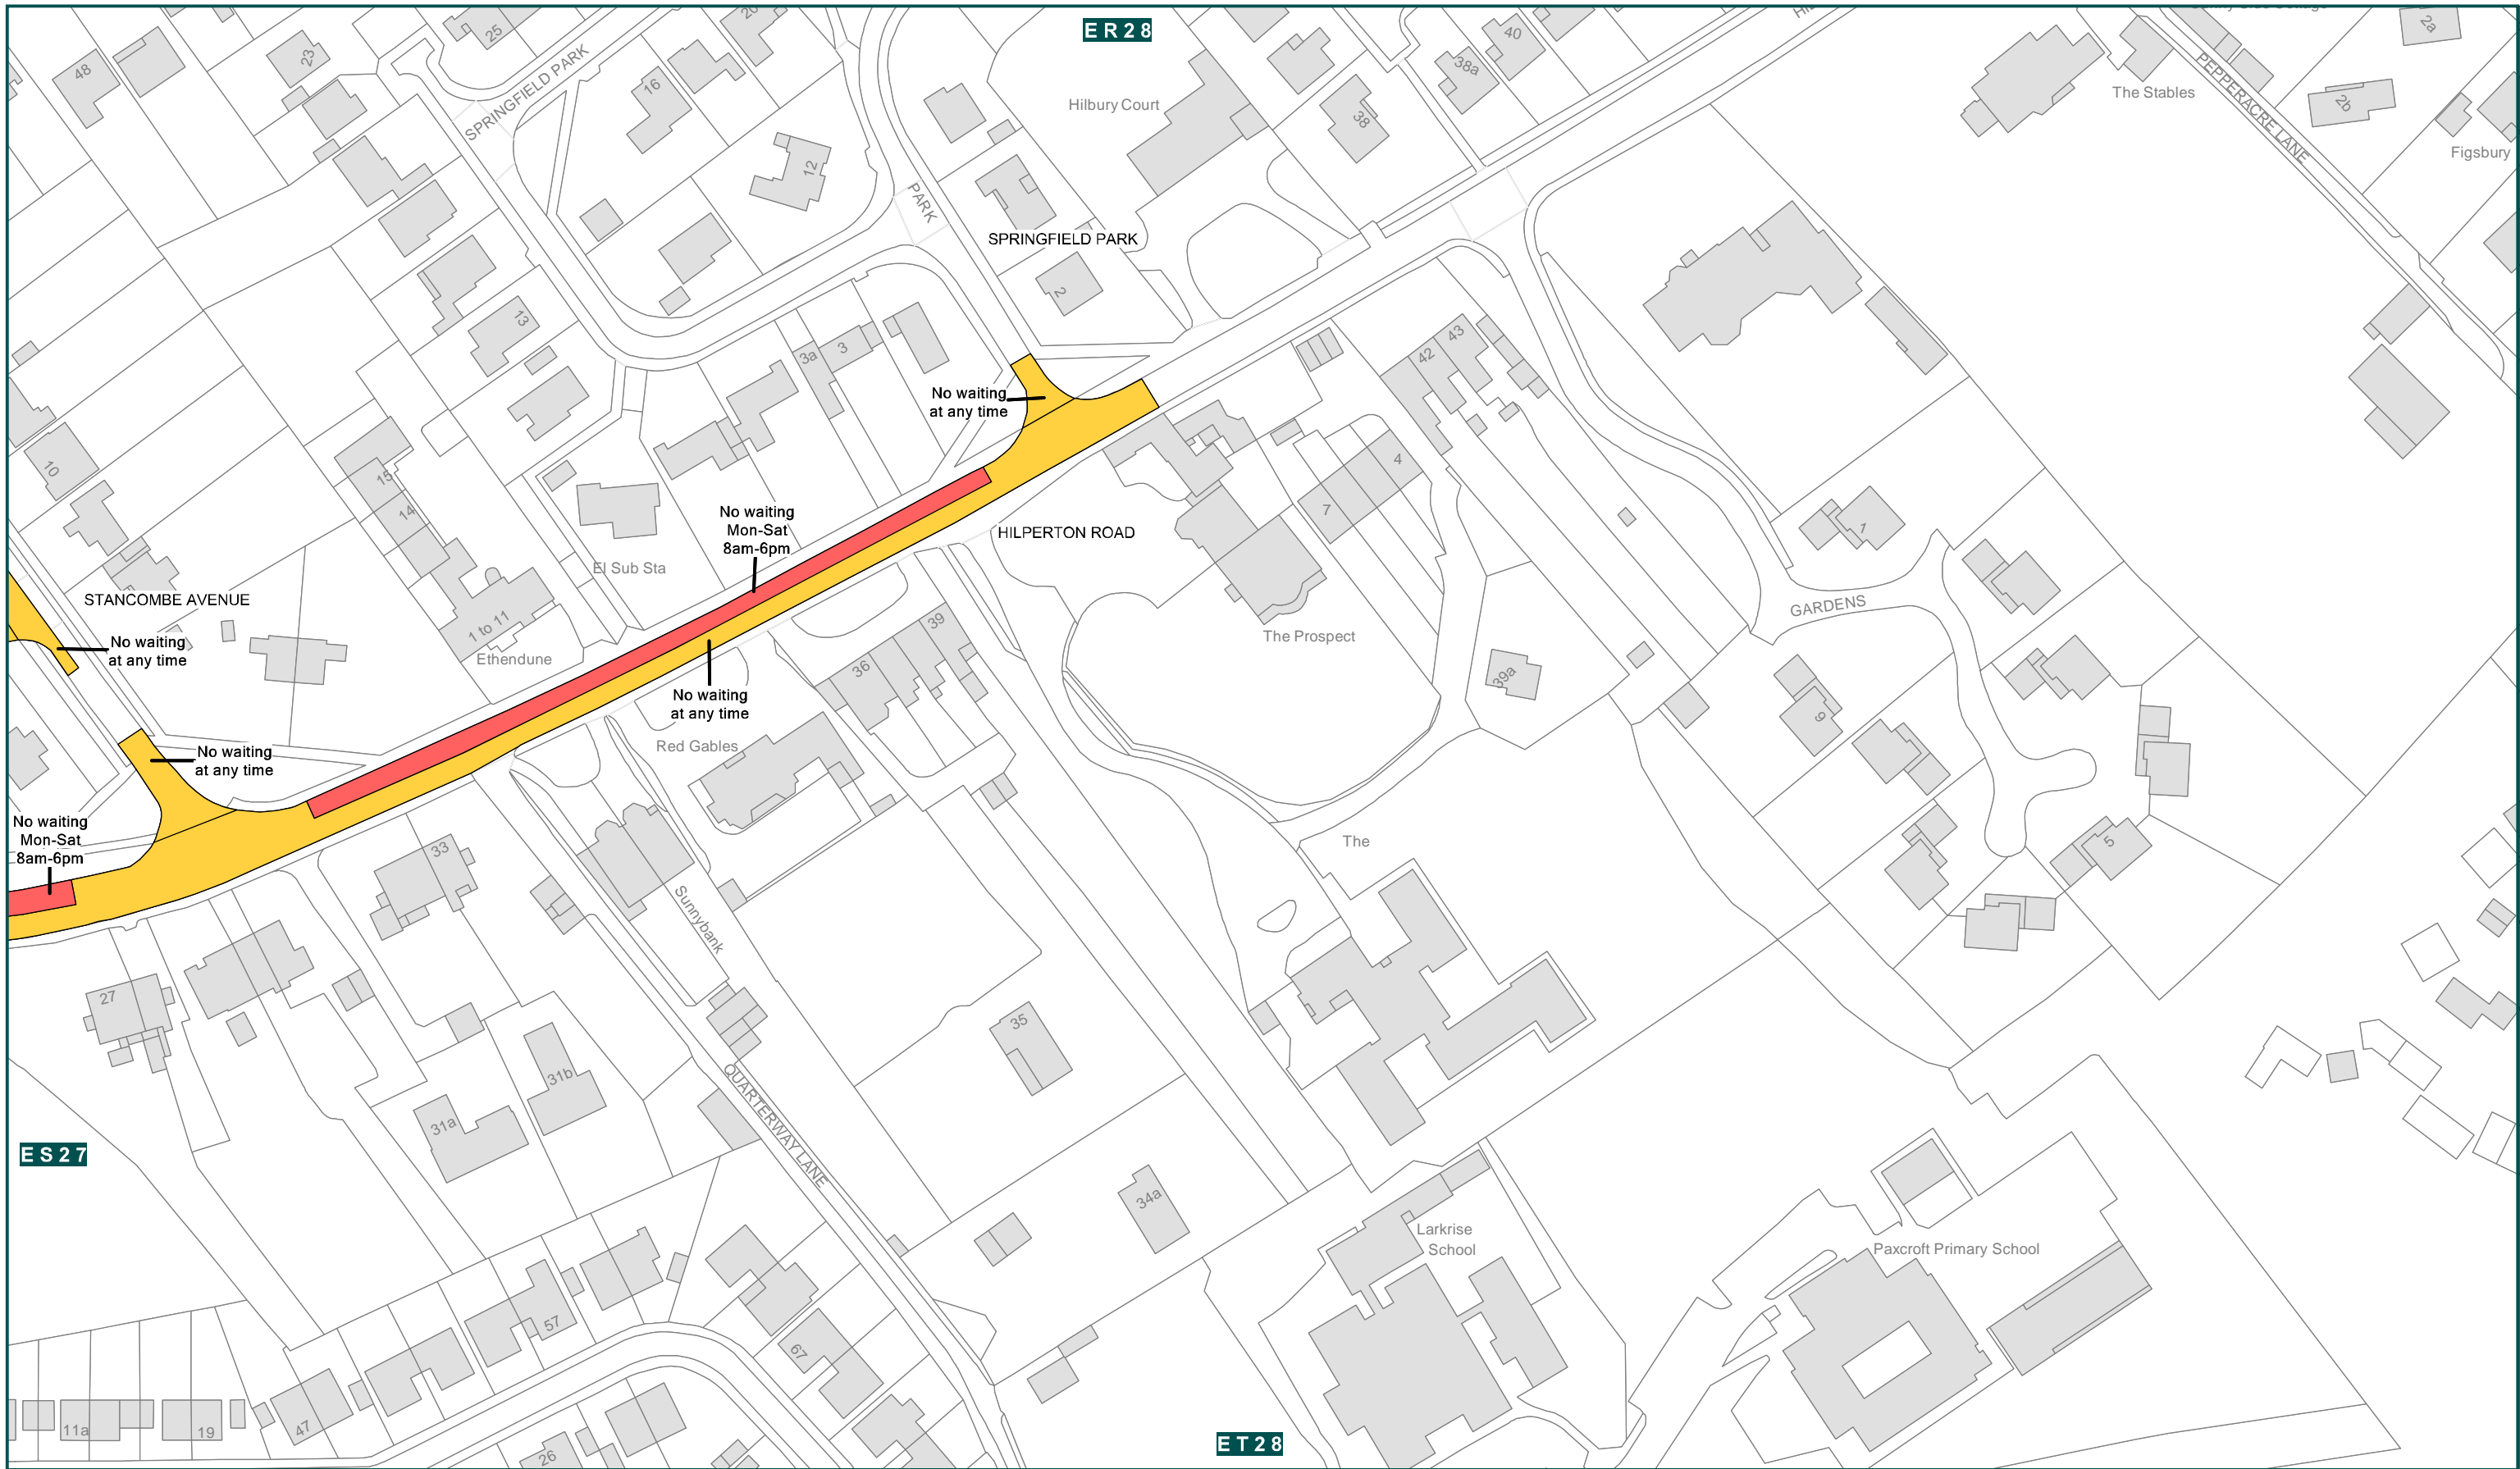 ER28
48
23
25
20
SPRINGFIELD PARK
16
12
PARK
Hilbury Court
38
38a
40
The Stables
PEPPERACRE LANE
2a
2b
Figsbury
SPRINGFIELD PARK
2
13
3a
3
No waiting
at any time
42
43
10
15
14
7
4
1
No waiting
Mon-Sat
8am-6pm
HILPERTON ROAD
El Sub Sta
STANCOMBE AVENUE
1 to 11
Ethendune
No waiting
at any time
39
36
The Prospect
GARDENS
39a
9
No waiting
at any time
Red Gables
No waiting
at any time
No waiting
Mon-Sat
8am-6pm
33
The
5
Sunnybank
27
35
31b
31a
QUARTERWAY LANE
ES27
34a
Larkrise
School
Paxcroft Primary School
57
67
11a
19
47
26
ET28